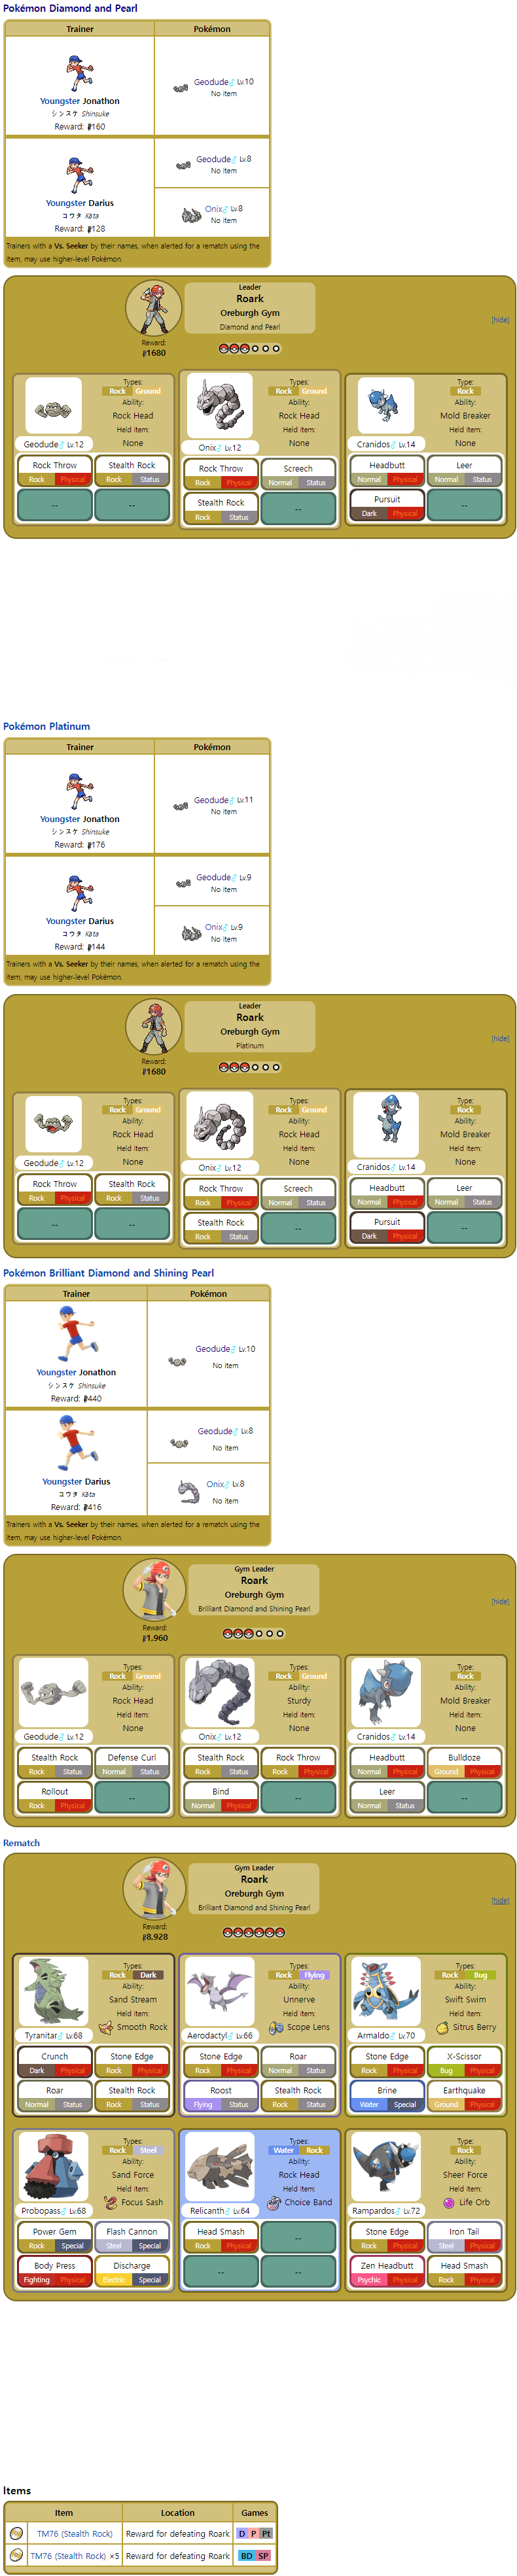 Pokémon Diamond and Pearl
Trainer Pokémon
Youngster Jonathon
シンスケ Shinsuke
Reward: 160
Geodude♂ Lv.10
No item
Youngster Darius
コウタ Kōta
Reward: 128
Geodude♂ Lv.8
No item
Onix♂ Lv.8
No item
Trainers with a Vs. Seeker by their names, when alerted for a rematch using the
item, may use higher-level Pokémon.
Leader
Roark
Oreburgh Gym
Diamond and Pearl
[hide]
Reward:
1680
Types:
Rock Ground
Ability:
Rock Head
Held item:
None
Geodude♂ Lv.12
Rock Throw
Rock Physical
Stealth Rock
Rock Status
--
--
Types:
Rock Ground
Ability:
Rock Head
Held item:
None
Onix♂ Lv.12
Rock Throw
Rock Physical
Screech
Normal Status
Stealth Rock
Rock Status
--
Types:
Rock
Ability:
Mold Breaker
Held item:
None
Cranidos♂ Lv.14
Headbutt
Normal Physical
Leer
Normal Status
Pursuit
Dark Physical
--
Pokémon Platinum
Trainer Pokémon
Youngster Jonathon
シンスケ Shinsuke
Reward: 176
Geodude♂ Lv.11
No item
Youngster Darius
コウタ Kōta
Reward: 144
Geodude♂ Lv.9
No item
Onix♂ Lv.9
No item
Trainers with a Vs. Seeker by their names, when alerted for a rematch using the
item, may use higher-level Pokémon.
Leader
Roark
Oreburgh Gym
Platinum
[hide]
Reward:
1680
Types:
Rock Ground
Ability:
Rock Head
Held item:
None
Geodude♂ Lv.12
Rock Throw
Rock Physical
Stealth Rock
Rock Status
--
--
Types:
Rock Ground
Ability:
Rock Head
Held item:
None
Onix♂ Lv.12
Rock Throw
Rock Physical
Screech
Normal Status
Stealth Rock
Rock Status
--
Types:
Rock
Ability:
Mold Breaker
Held item:
None
Cranidos♂ Lv.14
Headbutt
Normal Physical
Leer
Normal Status
Pursuit
Dark Physical
--
Pokémon Brilliant Diamond and Shining Pearl
Trainer Pokémon
Youngster Jonathon
シンスケ Shinsuke
Reward: 440
Geodude♂ Lv.10
No item
Youngster Darius
コウタ Kōta
Reward: 416
Geodude♂ Lv.8
No item
Onix♂ Lv.8
No item
Trainers with a Vs. Seeker by their names, when alerted for a rematch using the
item, may use higher-level Pokémon.
Gym Leader
Roark
Oreburgh Gym
Brilliant Diamond and Shining Pearl
[hide]
Reward:
1,960
Types:
Rock Ground
Ability:
Rock Head
Held item:
None
Geodude♂ Lv.12
Stealth Rock
Rock Status
Defense Curl
Normal Status
Rollout
Rock Physical
--
Types:
Rock Ground
Ability:
Sturdy
Held item:
None
Onix♂ Lv.12
Stealth Rock
Rock Status
Rock Throw
Rock Physical
Bind
Normal Physical
--
Types:
Rock
Ability:
Mold Breaker
Held item:
None
Cranidos♂ Lv.14
Headbutt
Normal Physical
Bulldoze
Ground Physical
Leer
Normal Status
--
Rematch
Gym Leader
Roark
Oreburgh Gym
Brilliant Diamond and Shining Pearl
[hide]
Reward:
8,928
Types:
Rock Dark
Ability:
Sand Stream
Held item:
Smooth Rock
Tyranitar♂ Lv.68
Crunch
Dark Physical
Stone Edge
Rock Physical
Roar
Normal Status
Stealth Rock
Rock Status
Types:
Rock Flying
Ability:
Unnerve
Held item:
Scope Lens
Aerodactyl♂ Lv.66
Stone Edge
Rock Physical
Roar
Normal Status
Roost
Flying Status
Stealth Rock
Rock Status
Types:
Rock Bug
Ability:
Swift Swim
Held item:
Sitrus Berry
Armaldo♂ Lv.70
Stone Edge
Rock Physical
X-Scissor
Bug Physical
Brine
Water Special
Earthquake
Ground Physical
Types:
Rock Steel
Ability:
Sand Force
Held item:
Focus Sash
Probopass♂ Lv.68
Power Gem
Rock Special
Flash Cannon
Steel Special
Body Press
Fighting Physical
Discharge
Electric Special
Types:
Water Rock
Ability:
Rock Head
Held item:
Choice Band
Relicanth♂ Lv.64
Head Smash
Rock Physical
--
--
--
Types:
Rock
Ability:
Sheer Force
Held item:
Life Orb
Rampardos♂ Lv.72
Stone Edge
Rock Physical
Iron Tail
Steel Physical
Zen Headbutt
Psychic Physical
Head Smash
Rock Physical
Items
Item Location Games
TM76 (Stealth Rock) Reward for defeating Roark D P Pt
TM76 (Stealth Rock) ×5 Reward for defeating Roark BD SP